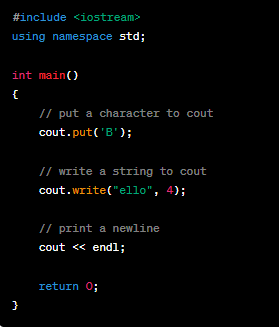 #include <iostream>
using namespace std;
int main()
{
// put a character to cout
cout.put('B');
// write a string to cout
cout.write("ello", 4);
// print a newline
cout << endl;
return 0;
}